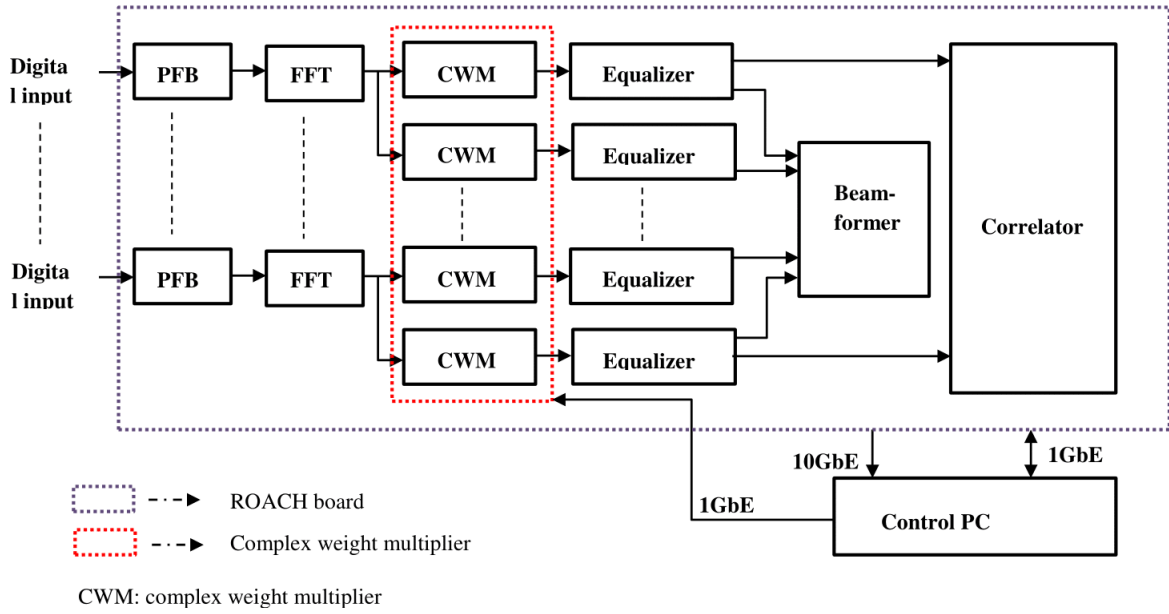 Digita
l input
PFB
FFT
CWM
Equalizer
CWM
Equalizer
Beam-
former
Correlator
Digita
l input
PFB
FFT
CWM
Equalizer
CWM
Equalizer
10GbE
1GbE
1GbE
Control PC
ROACH board
Complex weight multiplier
CWM: complex weight multiplier